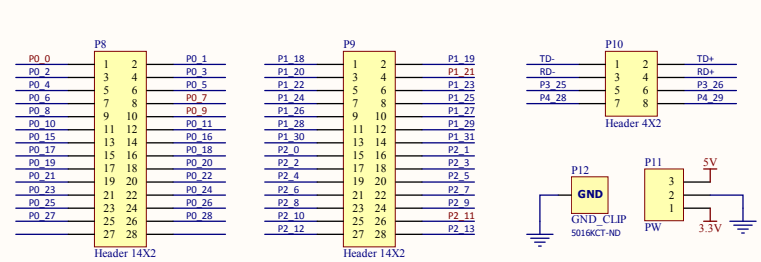 P8
P0_0 1 2 P0_1
P0_2 3 4 P0_3
P0_4 5 6 P0_5
P0_6 7 8 P0_7
P0_8 9 10 P0_9
P0_10 11 12 P0_11
P0_15 13 14 P0_16
P0_17 15 16 P0_18
P0_19 17 18 P0_20
P0_21 19 20 P0_22
P0_23 21 22 P0_24
P0_25 23 24 P0_26
P0_27 25 26 P0_28
27 28
Header 14X2
P9
P1_18 1 2 P1_19
P1_20 3 4 P1_21
P1_22 5 6 P1_23
P1_24 7 8 P1_25
P1_26 9 10 P1_27
P1_28 11 12 P1_29
P1_30 13 14 P1_31
P2_0 15 16 P2_1
P2_2 17 18 P2_3
P2_4 19 20 P2_5
P2_6 21 22 P2_7
P2_8 23 24 P2_9
P2_10 25 26 P2_11
P2_12 27 28 P2_13
Header 14X2
P10
TD- 1 2 TD+
RD- 3 4 RD+
P3_25 5 6 P3_26
P4_28 7 8 P4_29
Header 4X2
P12
GND
GND_CLIP
5016KCT-ND
P11
5V
3
2
1
PW
3.3V